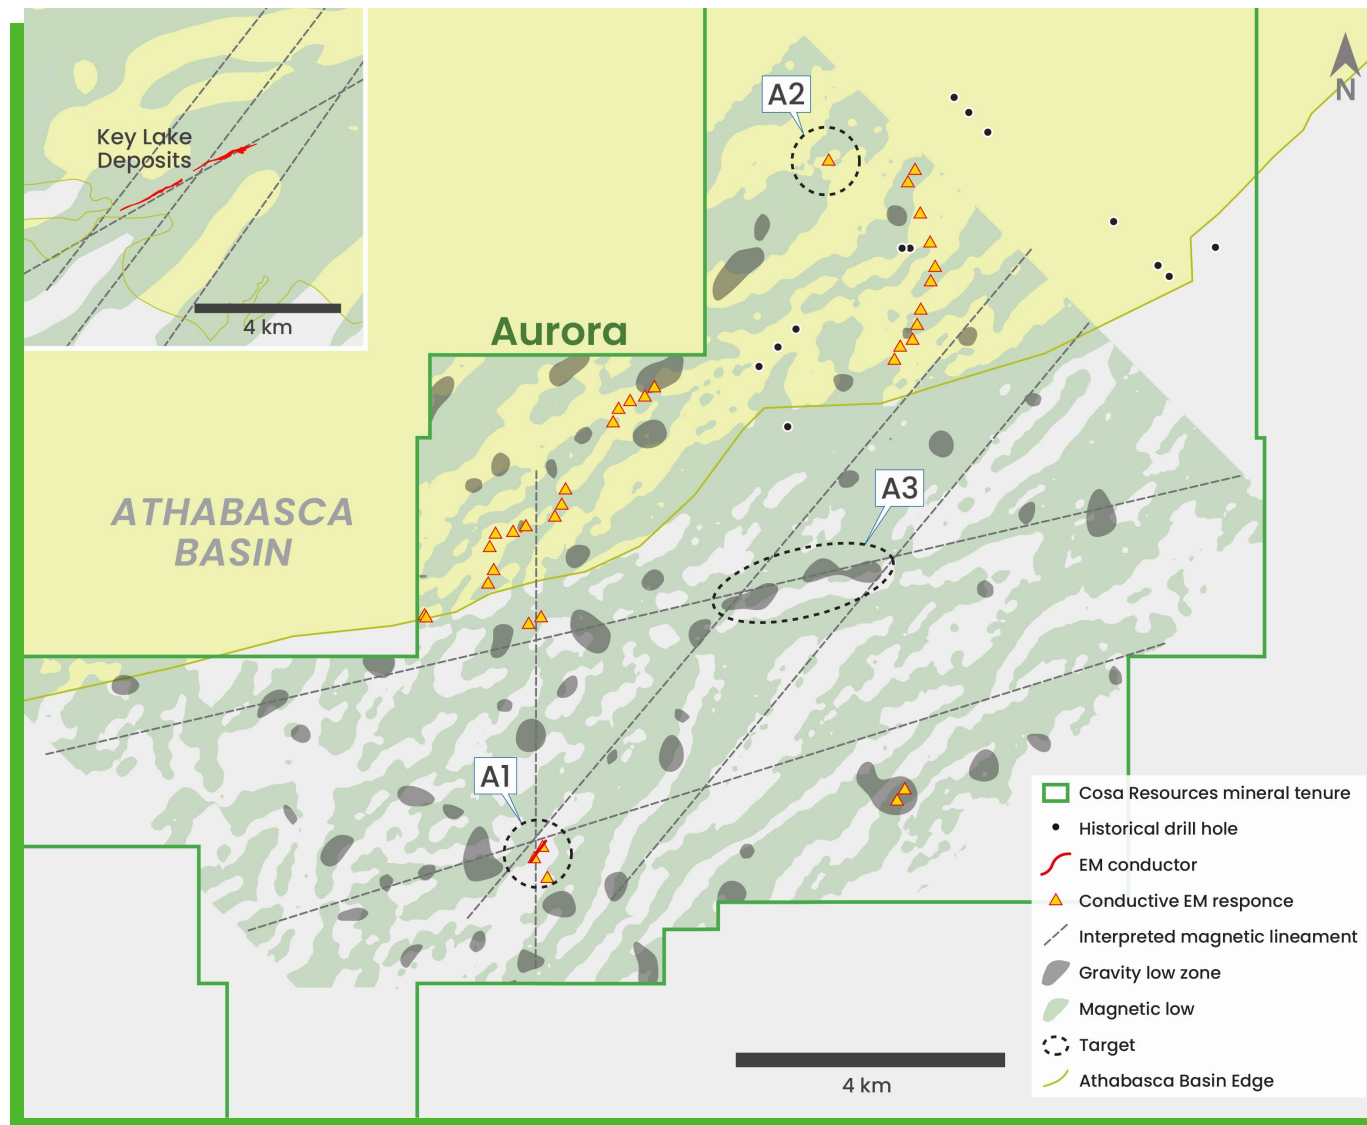 Key Lake
Deposits
4 km
A2
N
Aurora
ATHABASCA
BASIN
A3
A1
Cosa Resources mineral tenure
Historical drill hole
EM conductor
Conductive EM responce
Interpreted magnetic lineament
Gravity low zone
Magnetic low
Target
Athabasca Basin Edge
4 km